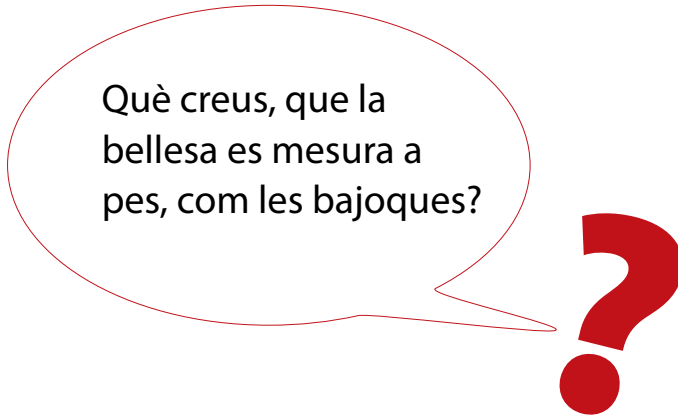 Què creus, que la
bellesa es mesura a
pes, com les bajoques?
?